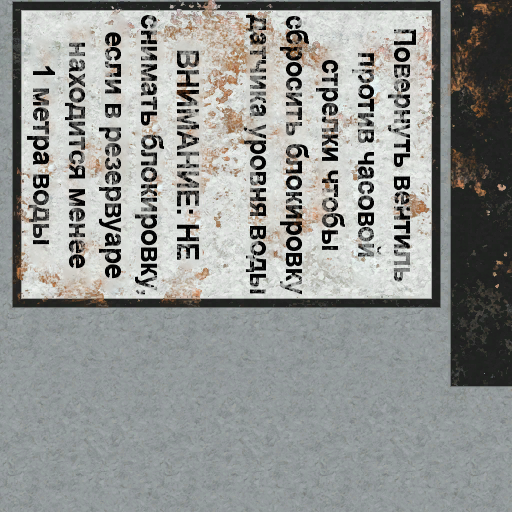 Повернуть вентиль
против часовой
стрелки чтобы
сбросить блокировку
датчика уровня воды
ВНИМАНИЕ: НЕ
снимать блокировку,
если в резервуаре
находится менее
1 метра воды